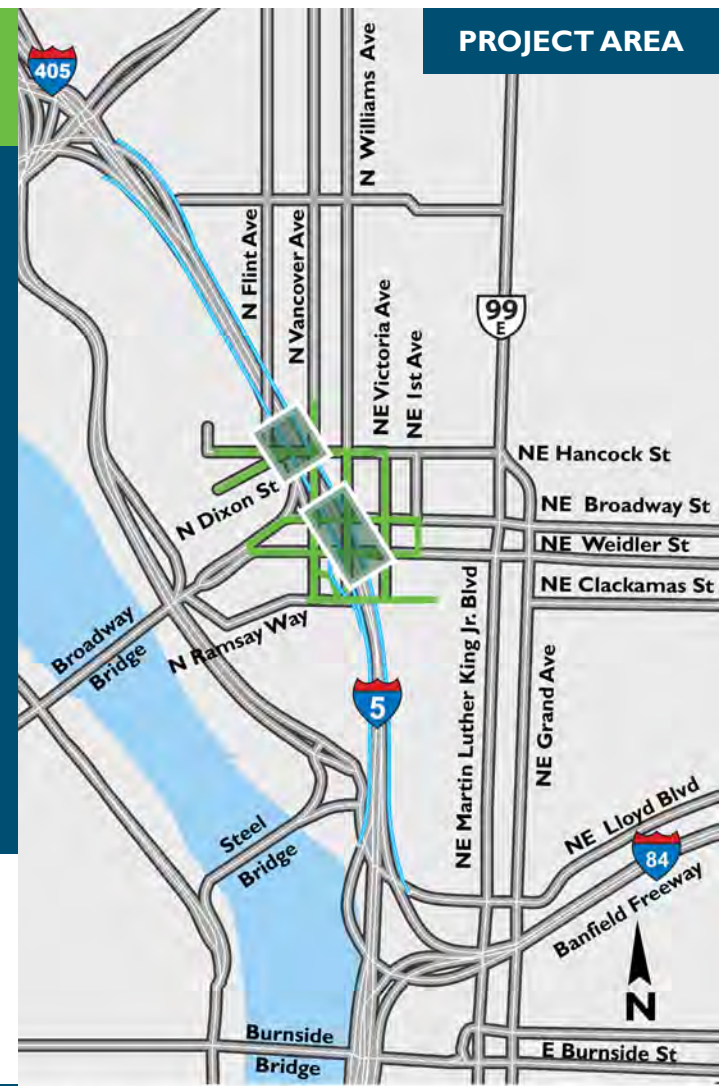 PROJECT AREA
405
N Williams Ave
N Flint Ave
N Vancover Ave
NE Victoria Ave
NE 1st Ave
99
E
NE Hancock St
N Dixon St
NE Broadway St
NE Weidler St
NE Clackamas St
Broadway
Bridge
N Ramsay Way
NE Martin Luther King Jr. Blvd
NE Grand Ave
5
Steel
Bridge
NE Lloyd Blvd
84
Banfield Freeway
N
Burnside
Bridge
E Burnside St